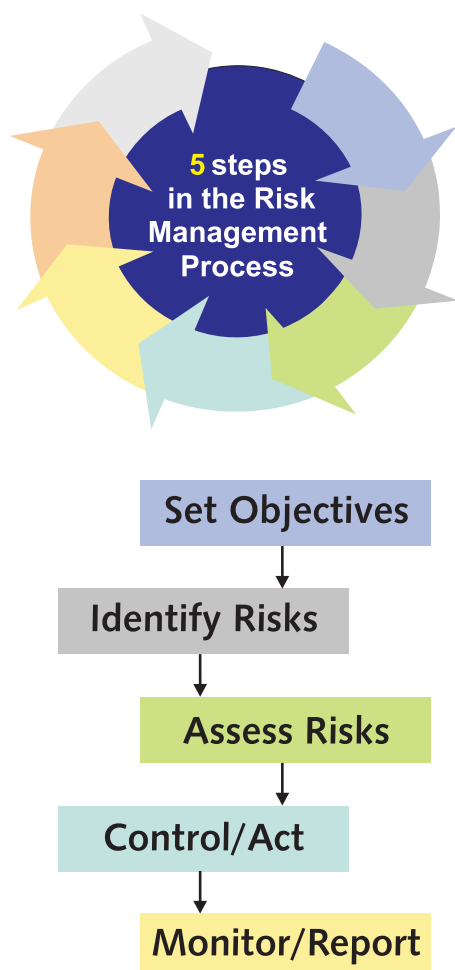 5 steps
in the Risk
Management
Process
Set Objectives
Identify Risks
Assess Risks
Control/Act
Monitor/Report